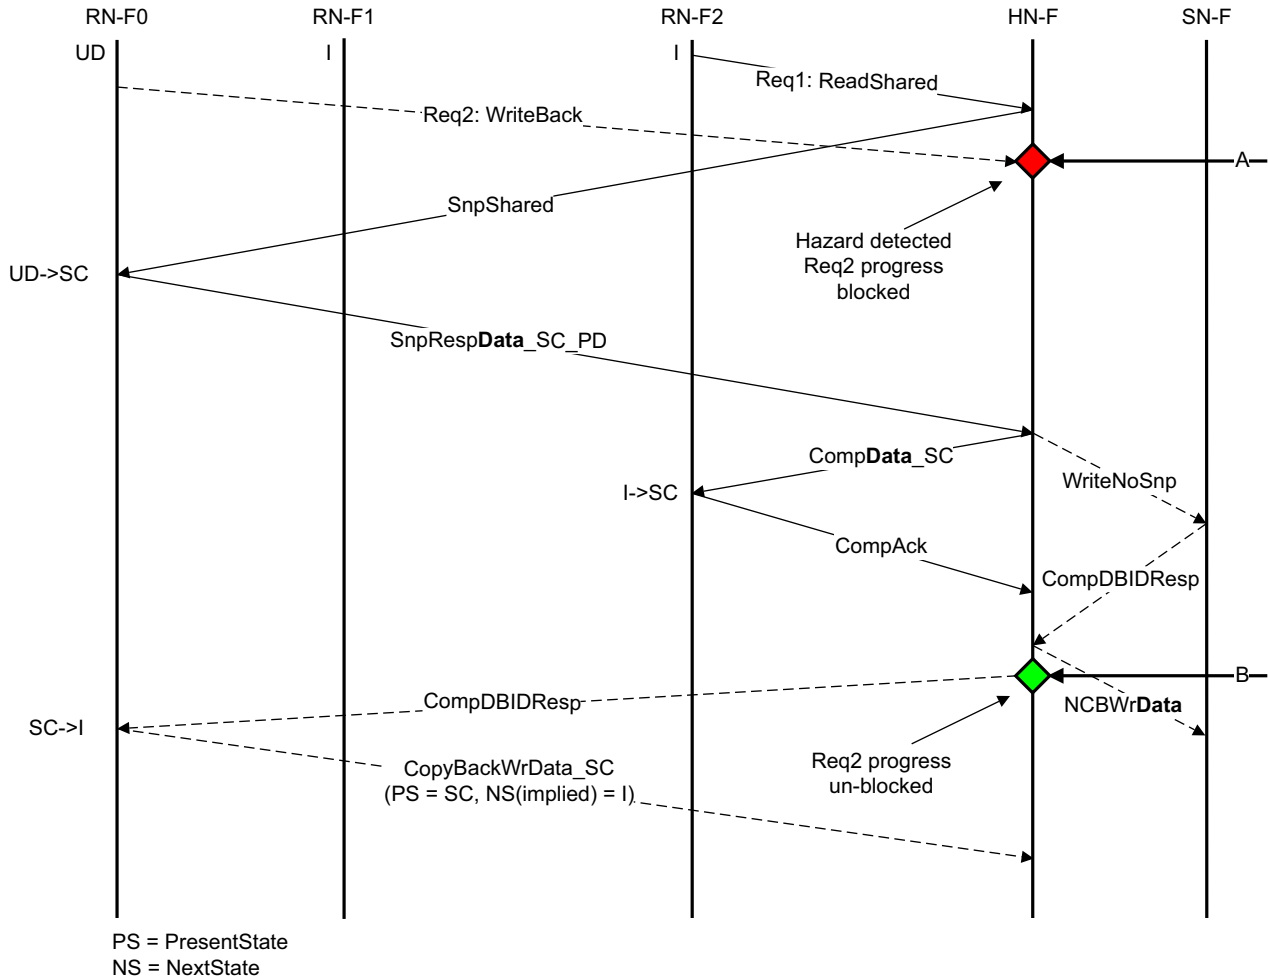 RN-F0 RN-F1 RN-F2 HN-F SN-F
UD I I
Req1: ReadShared
Req2: WriteBack
A
SnpShared
Hazard detected
Req2 progress
blocked
UD->SC
SnpRespData_SC_PD
CompData_SC
WriteNoSnp
I->SC
CompAck
CompDBIDResp
B
CompDBIDResp
NCBWrData
SC->I
Req2 progress
un-blocked
CopyBackWrData_SC
(PS = SC, NS(implied) = I)
PS = PresentState
NS = NextState